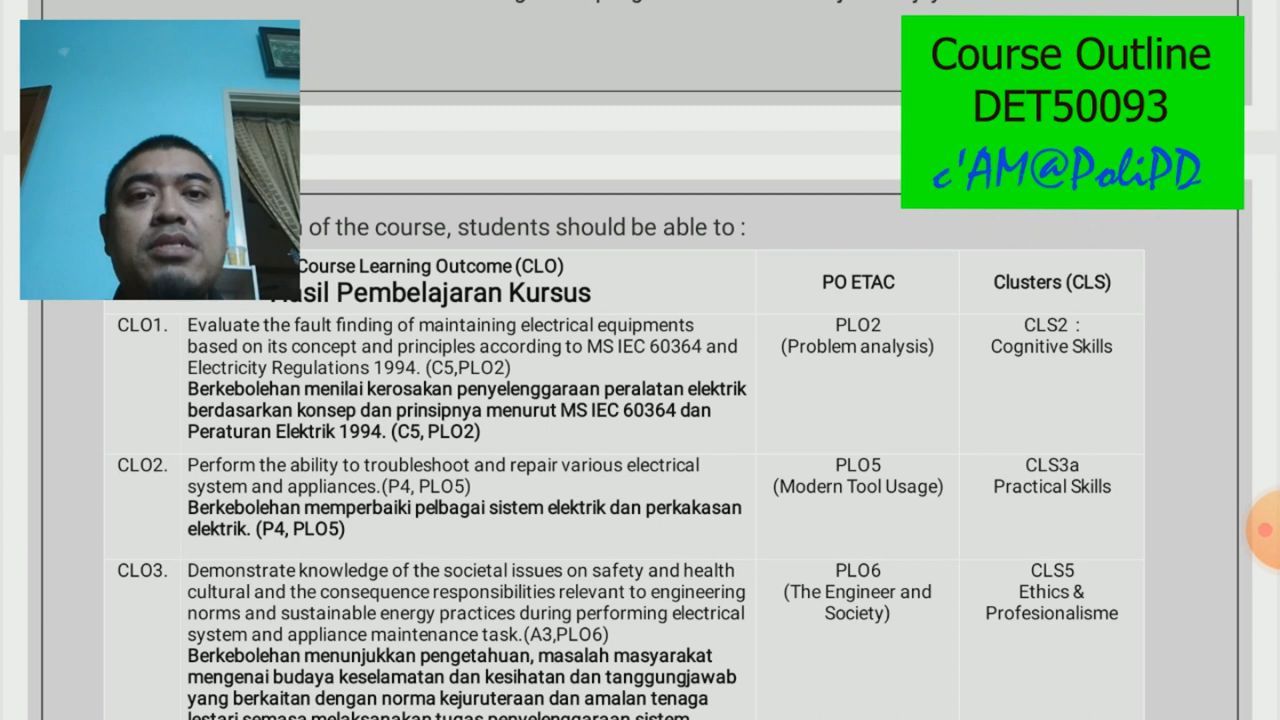 Course Outline
DET50093
c'AM@PoliPD
of the course, students should be able to :
Course Learning Outcome (CLO)
Pembelajaran Kursus
PO ETAC
Clusters (CLS)
CLO1.
Evaluate the fault finding of maintaining electrical equipments
based on its concept and principles according to MS IEC 60364 and
Electricity Regulations 1994. (C5,PLO2)
Berkebolehan menilai kerosakan penyelenggaraan peralatan elektrik
berdasarkan konsep dan prinsipnya menurut MS IEC 60364 dan
Peraturan Elektrik 1994. (C5, PLO2)
PLO2
(Problem analysis)
CLS2 :
Cognitive Skills
CLO2.
Perform the ability to troubleshoot and repair various electrical
system and appliances.(P4, PLO5)
Berkebolehan memperbaiki pelbagai sistem elektrik dan perkakasan
elektrik. (P4, PLO5)
PLO5
(Modern Tool Usage)
CLS3a
Practical Skills
CLO3.
Demonstrate knowledge of the societal issues on safety and health
cultural and the consequence responsibilities relevant to engineering
norms and sustainable energy practices during performing electrical
system and appliance maintenance task.(A3,PLO6)
Berkebolehan menunjukkan pengetahuan, masalah masyarakat
mengenai budaya keselamatan dan kesihatan dan tanggungjawab
yang berkaitan dengan norma kejuruteraan dan amalan tenaga
lestari semasa melaksanakan tugas penyelenggaraan sistem
PLO6
(The Engineer and
Society)
CLS5
Ethics &
Profesionalisme